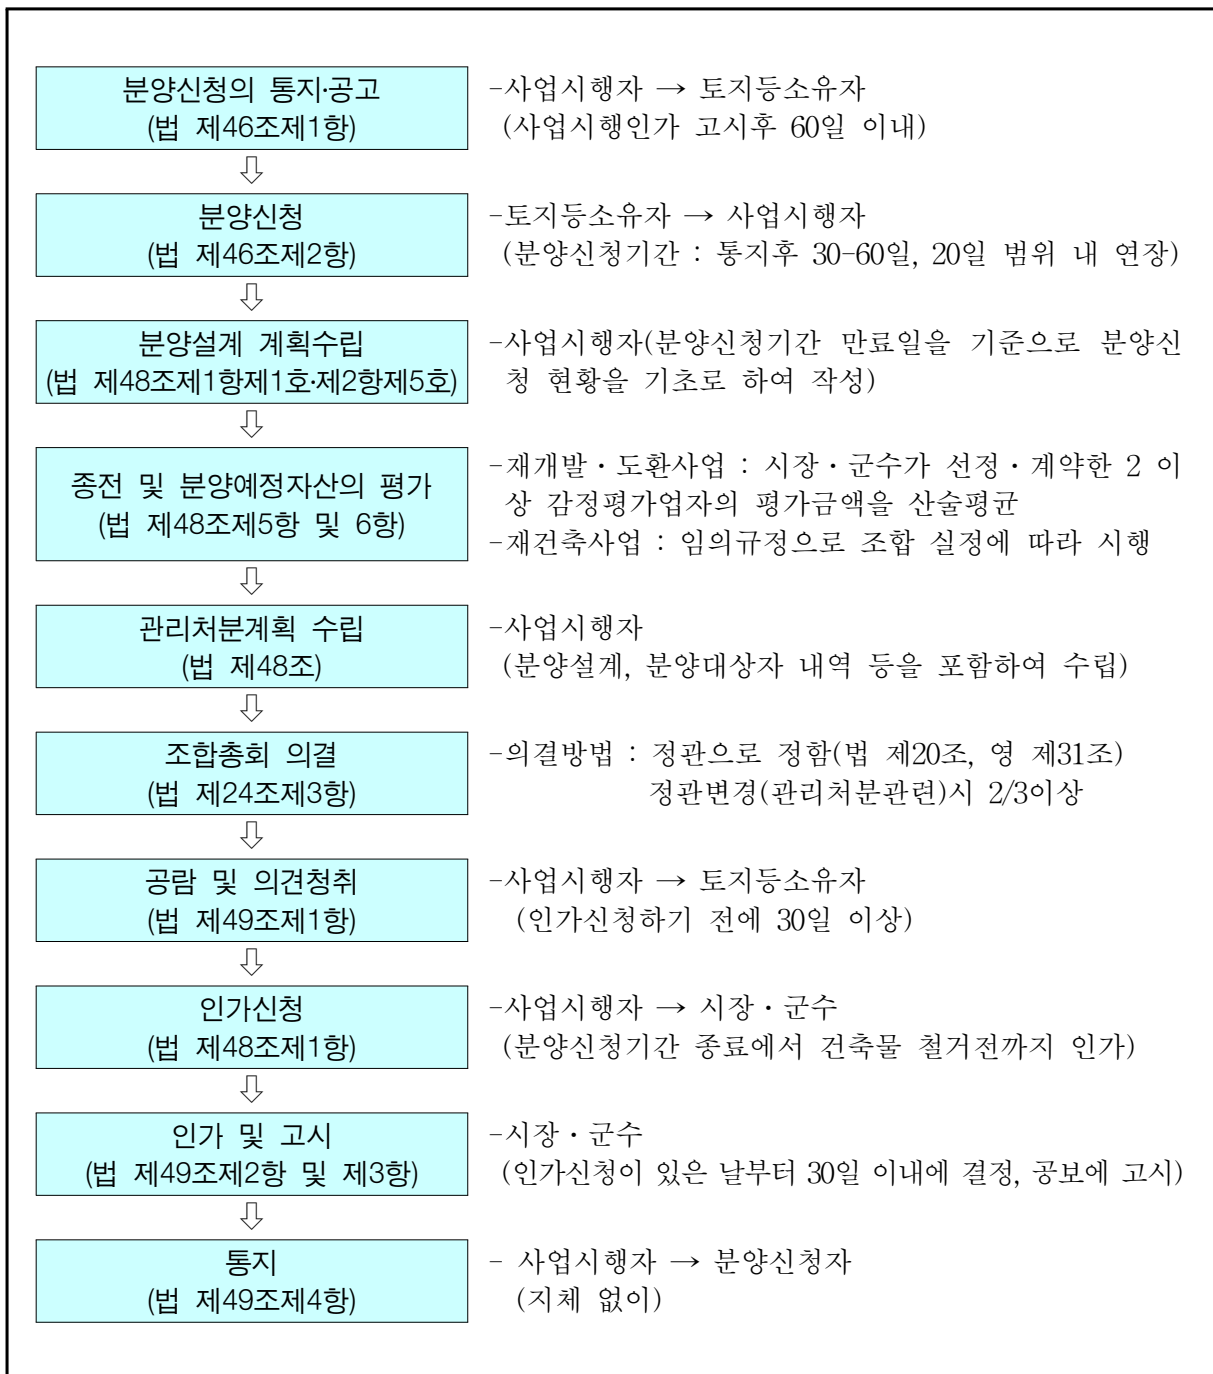 분양신청의 통지·공고
(법 제46조제1항)
-사업시행자 → 토지등소유자
(사업시행인가 고시후 60일 이내)
분양신청
(법 제46조제2항)
-토지등소유자 → 사업시행자
(분양신청기간 : 통지후 30-60일, 20일 범위 내 연장)
분양설계 계획수립
(법 제48조제1항제1호·제2항제5호)
-사업시행자(분양신청기간 만료일을 기준으로 분양신
청 현황을 기초로 하여 작성)
종전 및 분양예정자산의 평가
(법 제48조제5항 및 6항)
-재개발·도환사업 : 시장·군수가 선정·계약한 2 이
상 감정평가업자의 평가금액을 산술평균
-재건축사업 : 임의규정으로 조합 실정에 따라 시행
관리처분계획 수립
(법 제48조)
-사업시행자
(분양설계, 분양대상자 내역 등을 포함하여 수립)
조합총회 의결
(법 제24조제3항)
-의결방법 : 정관으로 정함(법 제20조, 영 제31조)
정관변경(관리처분관련)시 2/3이상
공람 및 의견청취
(법 제49조제1항)
-사업시행자 → 토지등소유자
(인가신청하기 전에 30일 이상)
인가신청
(법 제48조제1항)
-사업시행자 → 시장·군수
(분양신청기간 종료에서 건축물 철거전까지 인가)
인가 및 고시
(법 제49조제2항 및 제3항)
-시장·군수
(인가신청이 있은 날부터 30일 이내에 결정, 공보에 고시)
통지
(법 제49조제4항)
- 사업시행자 → 분양신청자
(지체 없이)